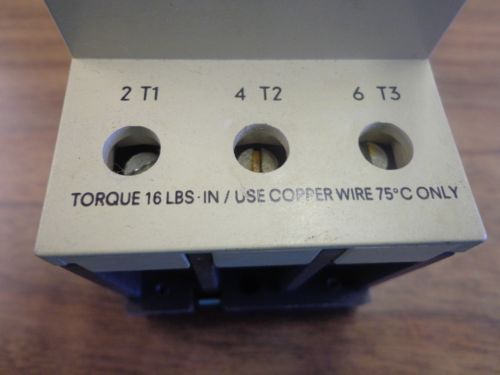 2 T1 4 T2 6 T3
TORQUE 16 LBS·IN / USE COPPER WIRE 75°C ONLY